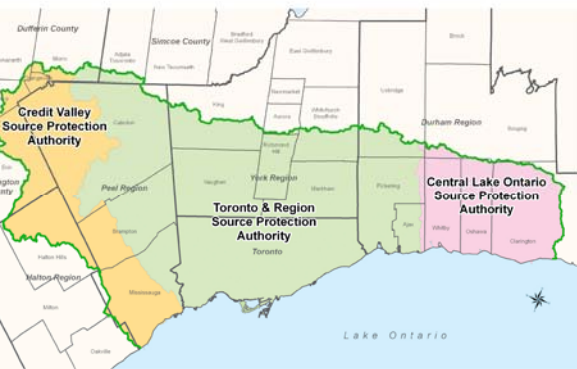 Dufferin County
Mono
Adjala
Tosorontio
Simcoe County
Bradford
West Gwillimbury
New Tecumseth
East Gwillimbury
Brock
Newmarket
Aurora
Whitchurch
Stouffville
Uxbridge
Scugog
Durham Region
King
Caledon
Credit Valley
Source Protection
Authority
Erin
Richmond
Hill
York Region
Vaughan
Markham
Pickering
Peel Region
Central Lake Ontario
Source Protection
Authority
Toronto & Region
Source Protection
Authority
Toronto
Brampton
Ajax
Whitby
Oshawa
Clarington
Halton Hills
Halton Region
Mississauga
Milton
Oakville
Lake Ontario